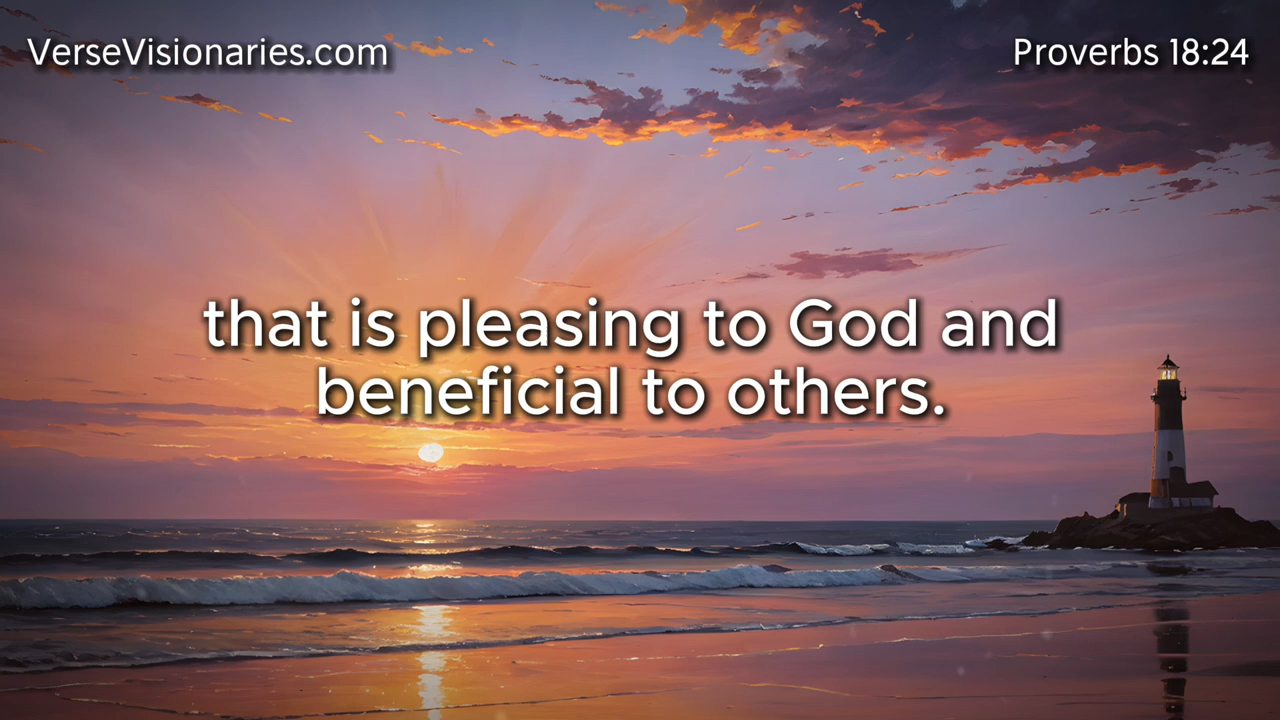 VerseVisionaries.com
Proverbs 18:24
that is pleasing to God and
beneficial to others.